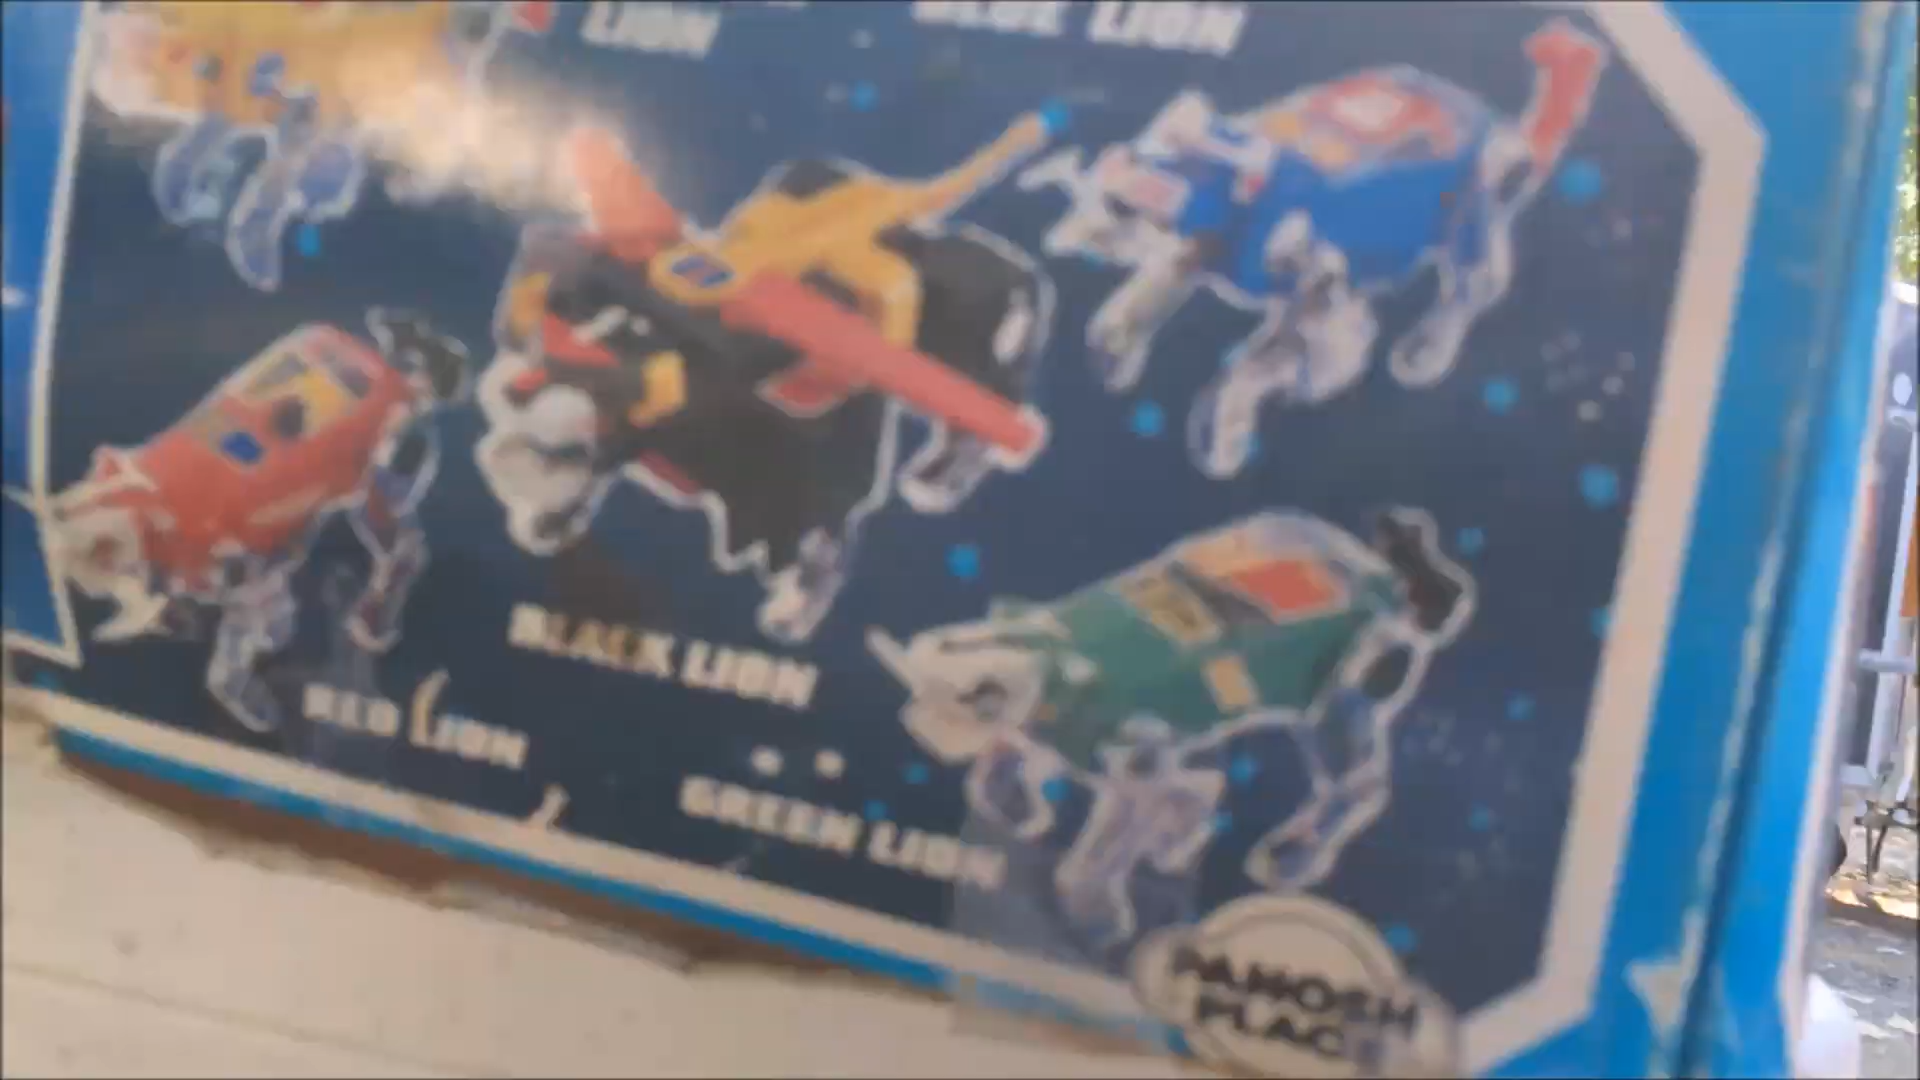 LION
BLUE LION
BLACK LION
RED LION
GREEN LION
PANOSH
PLACE